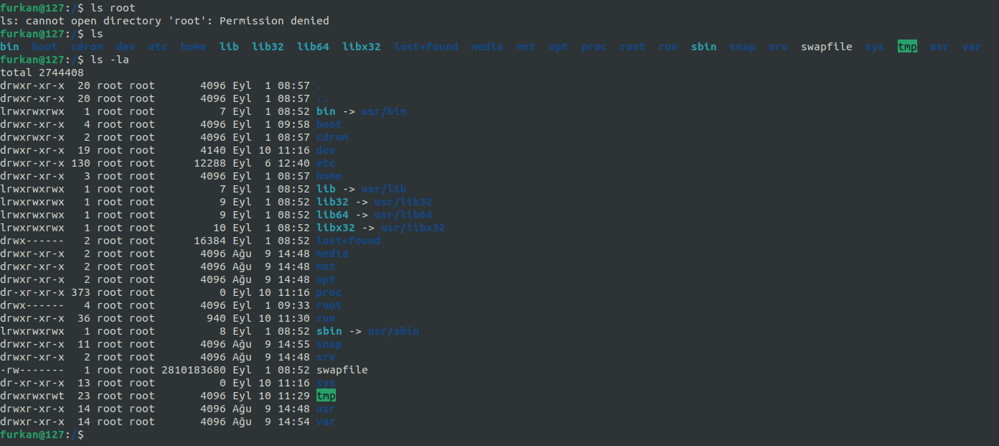 furkan@127:/$ ls root
ls: cannot open directory 'root': Permission denied
furkan@127:/$ ls
bin  boot  cdrom  dev  etc  home  lib  lib32  lib64  libx32  lost+found  media  mnt  opt  proc  root  run  sbin  snap  srv  swapfile  sys  tmp  usr  var
furkan@127:/$ ls -la
total 2744408
drwxr-xr-x  20 root root       4096 Eyl  1 08:57 .
drwxr-xr-x  20 root root       4096 Eyl  1 08:57 ..
lrwxrwxrwx   1 root root          7 Eyl  1 08:52 bin -> usr/bin
drwxr-xr-x   4 root root       4096 Eyl  1 09:58 boot
drwxrwxr-x   2 root root       4096 Eyl  1 08:57 cdrom
drwxr-xr-x  19 root root       4140 Eyl 10 11:16 dev
drwxr-xr-x 130 root root      12288 Eyl  6 12:40 etc
drwxr-xr-x   3 root root       4096 Eyl  1 08:57 home
lrwxrwxrwx   1 root root          7 Eyl  1 08:52 lib -> usr/lib
lrwxrwxrwx   1 root root          9 Eyl  1 08:52 lib32 -> usr/lib32
lrwxrwxrwx   1 root root          9 Eyl  1 08:52 lib64 -> usr/lib64
lrwxrwxrwx   1 root root         10 Eyl  1 08:52 libx32 -> usr/libx32
drwx------   2 root root      16384 Eyl  1 08:52 lost+found
drwxr-xr-x   2 root root       4096 Ağu  9 14:48 media
drwxr-xr-x   2 root root       4096 Ağu  9 14:48 mnt
drwxr-xr-x   2 root root       4096 Ağu  9 14:48 opt
dr-xr-xr-x 373 root root          0 Eyl 10 11:16 proc
drwx------   4 root root       4096 Eyl  1 09:33 root
drwxr-xr-x  36 root root        940 Eyl 10 11:30 run
lrwxrwxrwx   1 root root          8 Eyl  1 08:52 sbin -> usr/sbin
drwxr-xr-x  11 root root       4096 Ağu  9 14:55 snap
drwxr-xr-x   2 root root       4096 Ağu  9 14:48 srv
-rw-------   1 root root 2810183680 Eyl  1 08:52 swapfile
dr-xr-xr-x  13 root root          0 Eyl 10 11:16 sys
drwxrwxrwt  23 root root       4096 Eyl 10 11:29 tmp
drwxr-xr-x  14 root root       4096 Ağu  9 14:48 usr
drwxr-xr-x  14 root root       4096 Ağu  9 14:54 var
furkan@127:/$